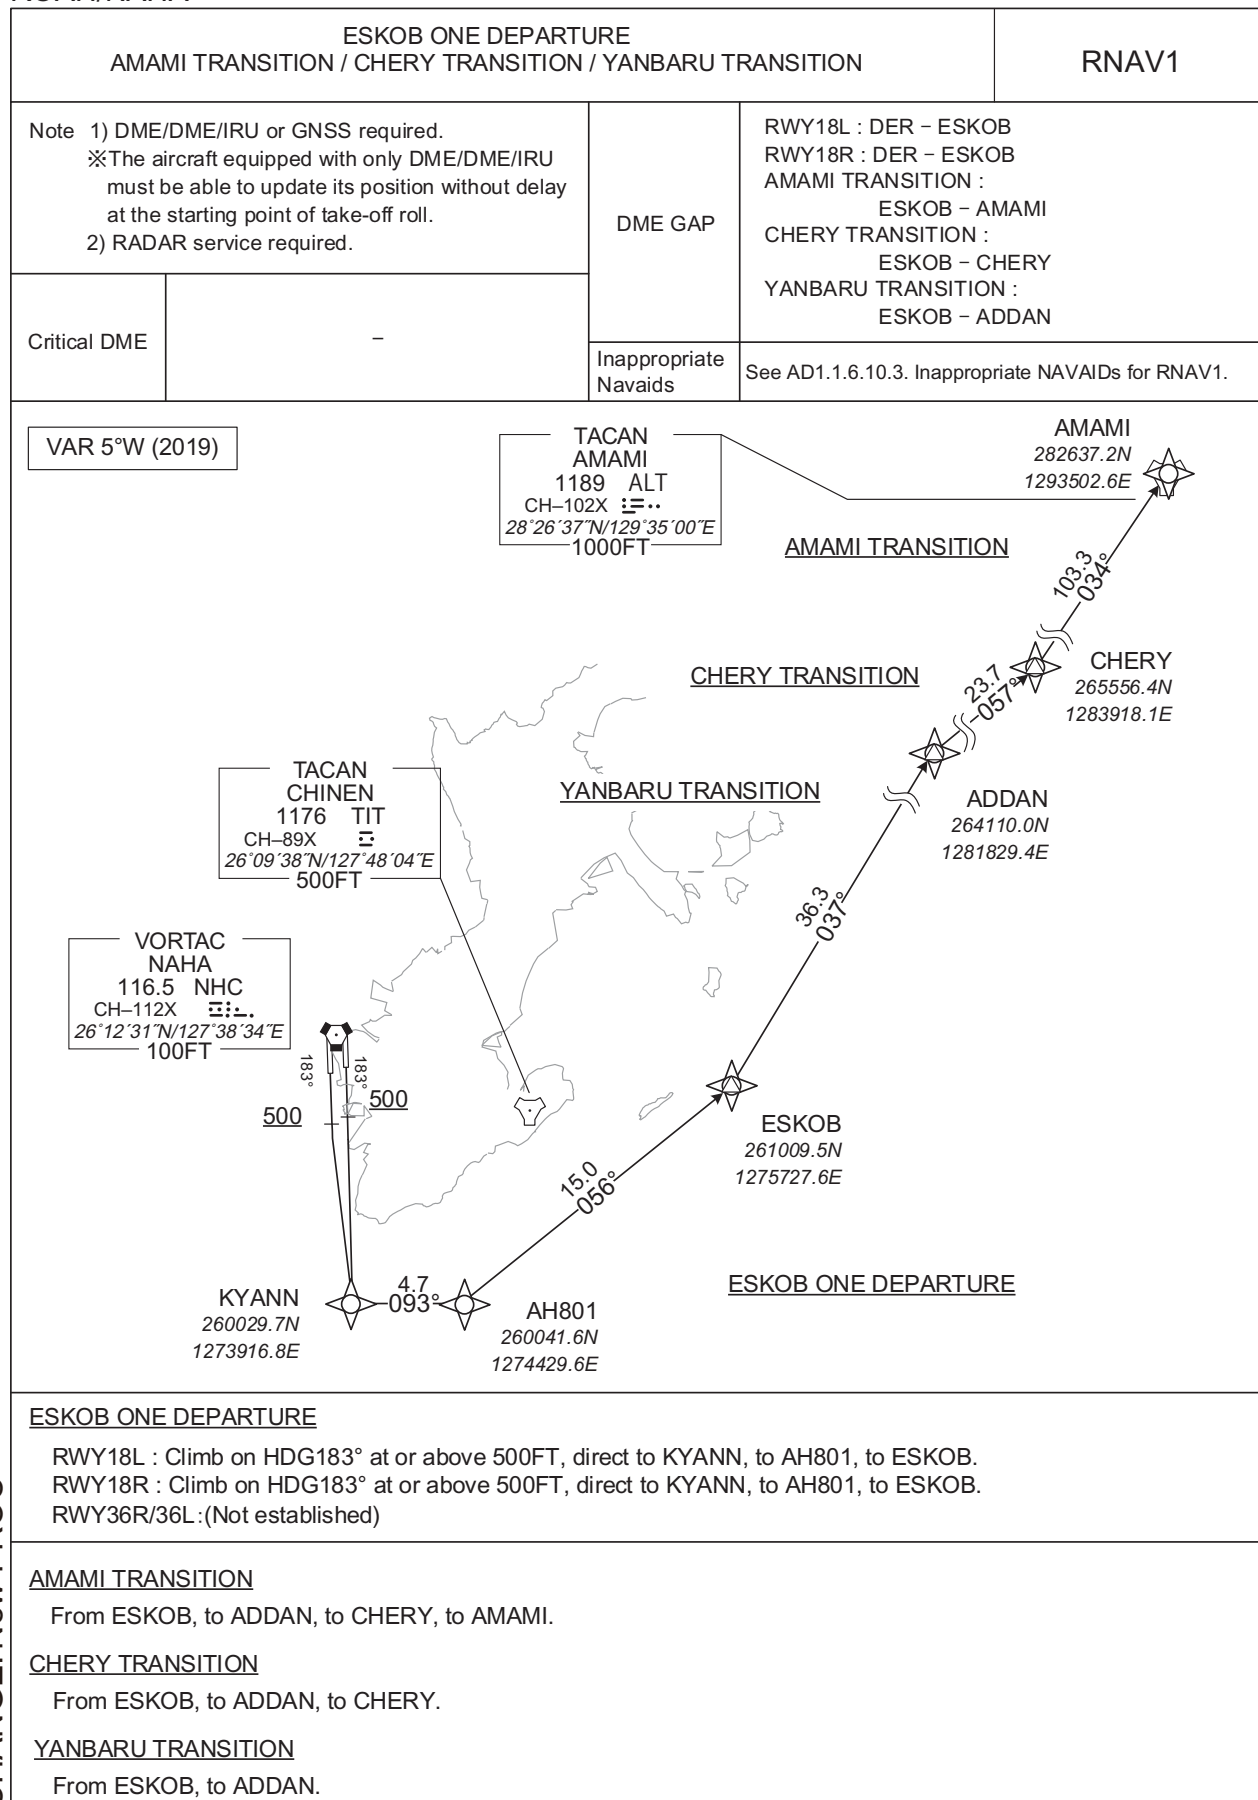 ESKOB ONE DEPARTURE
AMAMI TRANSITION / CHERY TRANSITION / YANBARU TRANSITION
RNAV1
Note 1) DME/DME/IRU or GNSS required.
※The aircraft equipped with only DME/DME/IRU
must be able to update its position without delay
at the starting point of take-off roll.
2) RADAR service required.
DME GAP
RWY18L : DER − ESKOB
RWY18R : DER − ESKOB
AMAMI TRANSITION :
ESKOB − AMAMI
CHERY TRANSITION :
ESKOB − CHERY
YANBARU TRANSITION :
ESKOB − ADDAN
Critical DME
−
Inappropriate
Navaids
See AD1.1.6.10.3. Inappropriate NAVAIDs for RNAV1.
VAR 5°W (2019)
TACAN
AMAMI
1189 ALT
CH–102X
28°26′37″N/129°35′00″E
1000FT
AMAMI
282637.2N
1293502.6E
AMAMI TRANSITION
103.3
034°
CHERY
265556.4N
1283918.1E
CHERY TRANSITION
23.7
057°
TACAN
CHINEN
1176 TIT
CH–89X
26°09′38″N/127°48′04″E
500FT
YANBARU TRANSITION
ADDAN
264110.0N
1281829.4E
36.3
037°
VORTAC
NAHA
116.5 NHC
CH–112X
26°12′31″N/127°38′34″E
100FT
183°
183°
500
500
ESKOB
261009.5N
1275727.6E
15.0
056°
ESKOB ONE DEPARTURE
KYANN
260029.7N
1273916.8E
4.7
093°
AH801
260041.6N
1274429.6E
ESKOB ONE DEPARTURE
RWY18L : Climb on HDG183° at or above 500FT, direct to KYANN, to AH801, to ESKOB.
RWY18R : Climb on HDG183° at or above 500FT, direct to KYANN, to AH801, to ESKOB.
RWY36R/36L:(Not established)
AMAMI TRANSITION
From ESKOB, to ADDAN, to CHERY, to AMAMI.
CHERY TRANSITION
From ESKOB, to ADDAN, to CHERY.
YANBARU TRANSITION
From ESKOB, to ADDAN.